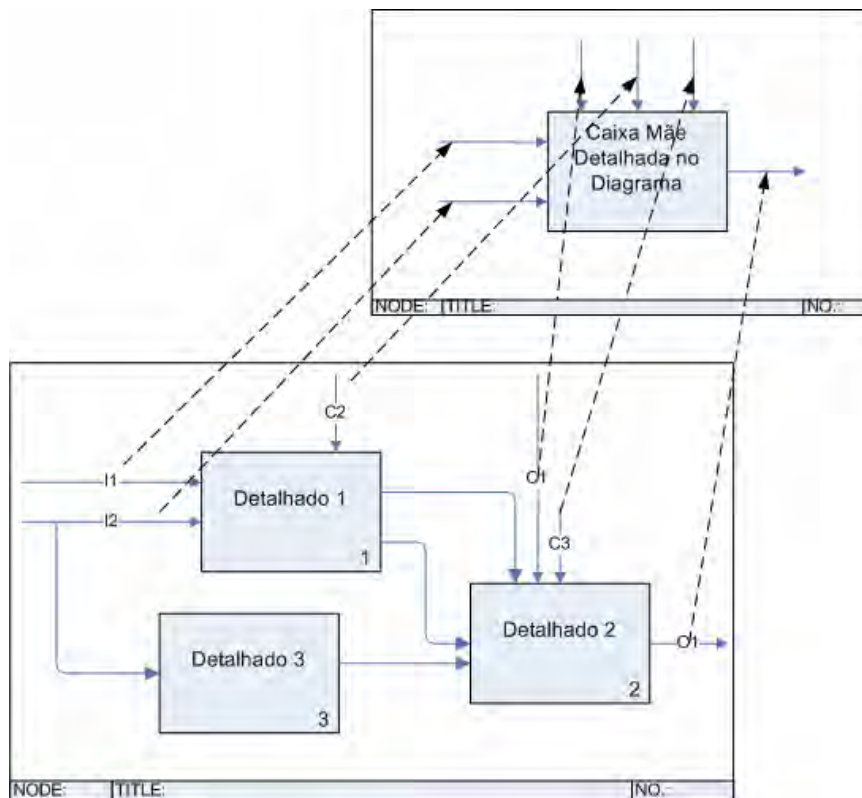 Caixa Mãe
Detalhada no
Diagrama
NODE: TITLE: NO.:
C2
I1
Detalhado 1
I2
1
C1
C3
Detalhado 2
O1
2
Detalhado 3
3
NODE: TITLE: NO.: